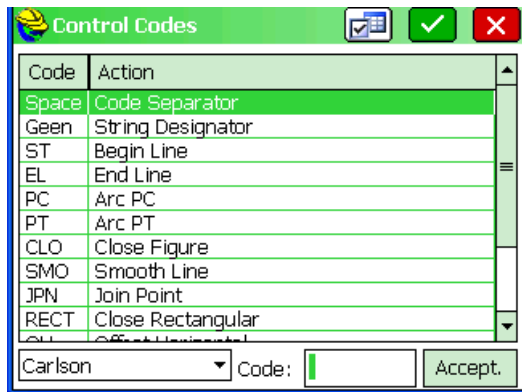 Control Codes
Code Action
Space Code Separator
Geen String Designator
ST Begin Line
EL End Line
PC Arc PC
PT Arc PT
CLO Close Figure
SMO Smooth Line
JPN Join Point
RECT Close Rectangular
Carlson Code: Accept.